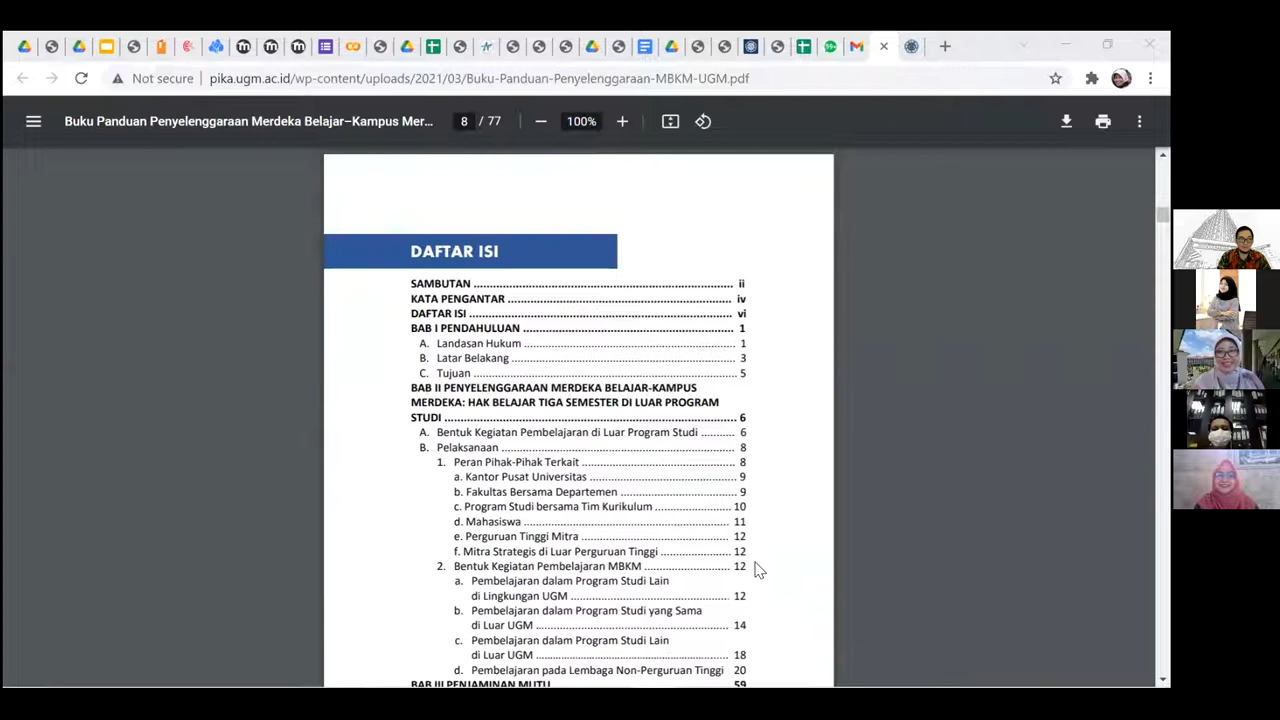 Not secure
pika.ugm.ac.id/wp-content/uploads/2021/03/Buku-Panduan-Penyelenggaraan-MBKM-UGM.pdf
Buku Panduan Penyelenggaraan Merdeka Belajar–Kampus Mer...
8 / 77
100%
DAFTAR ISI
SAMBUTAN ................................................................ ii
KATA PENGANTAR ........................................................ iv
DAFTAR ISI ................................................................ vi
BAB I PENDAHULUAN .................................................... 1
A. Landasan Hukum .................................................... 1
B. Latar Belakang ...................................................... 3
C. Tujuan ................................................................ 5
BAB II PENYELENGGARAAN MERDEKA BELAJAR-KAMPUS
MERDEKA: HAK BELAJAR TIGA SEMESTER DI LUAR PROGRAM
STUDI ........................................................................ 6
A. Bentuk Kegiatan Pembelajaran di Luar Program Studi .......... 6
B. Pelaksanaan .......................................................... 8
1. Peran Pihak-Pihak Terkait ........................................ 8
a. Kantor Pusat Universitas ........................................ 9
b. Fakultas Bersama Departemen ................................ 9
c. Program Studi bersama Tim Kurikulum ...................... 10
d. Mahasiswa ........................................................ 11
e. Perguruan Tinggi Mitra .......................................... 12
f. Mitra Strategis di Luar Perguruan Tinggi .................... 12
2. Bentuk Kegiatan Pembelajaran MBKM ........................ 12
a. Pembelajaran dalam Program Studi Lain
di Lingkungan UGM ............................................ 12
b. Pembelajaran dalam Program Studi yang Sama
di Luar UGM ...................................................... 14
c. Pembelajaran dalam Program Studi Lain
di Luar UGM ...................................................... 18
d. Pembelajaran pada Lembaga Non-Perguruan Tinggi 20
BAB III PENJAMINAN MUTU ............................................ 59